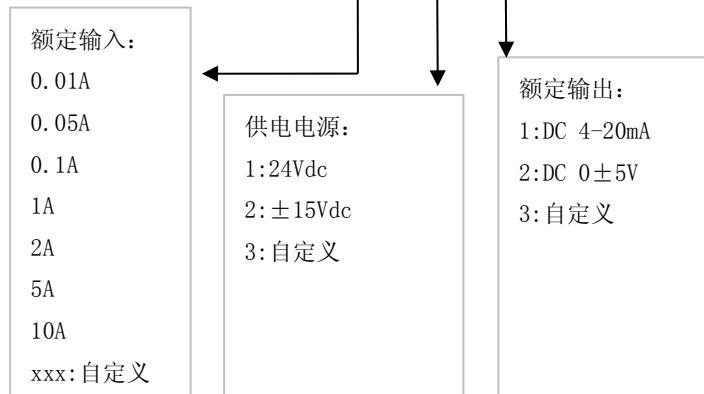 额定输入：
0.01A
0.05A
0.1A
1A
2A
5A
10A
xxx:自定义
供电电源：
1:24Vdc
2:±15Vdc
3:自定义
额定输出：
1:DC 4-20mA
2:DC 0±5V
3:自定义